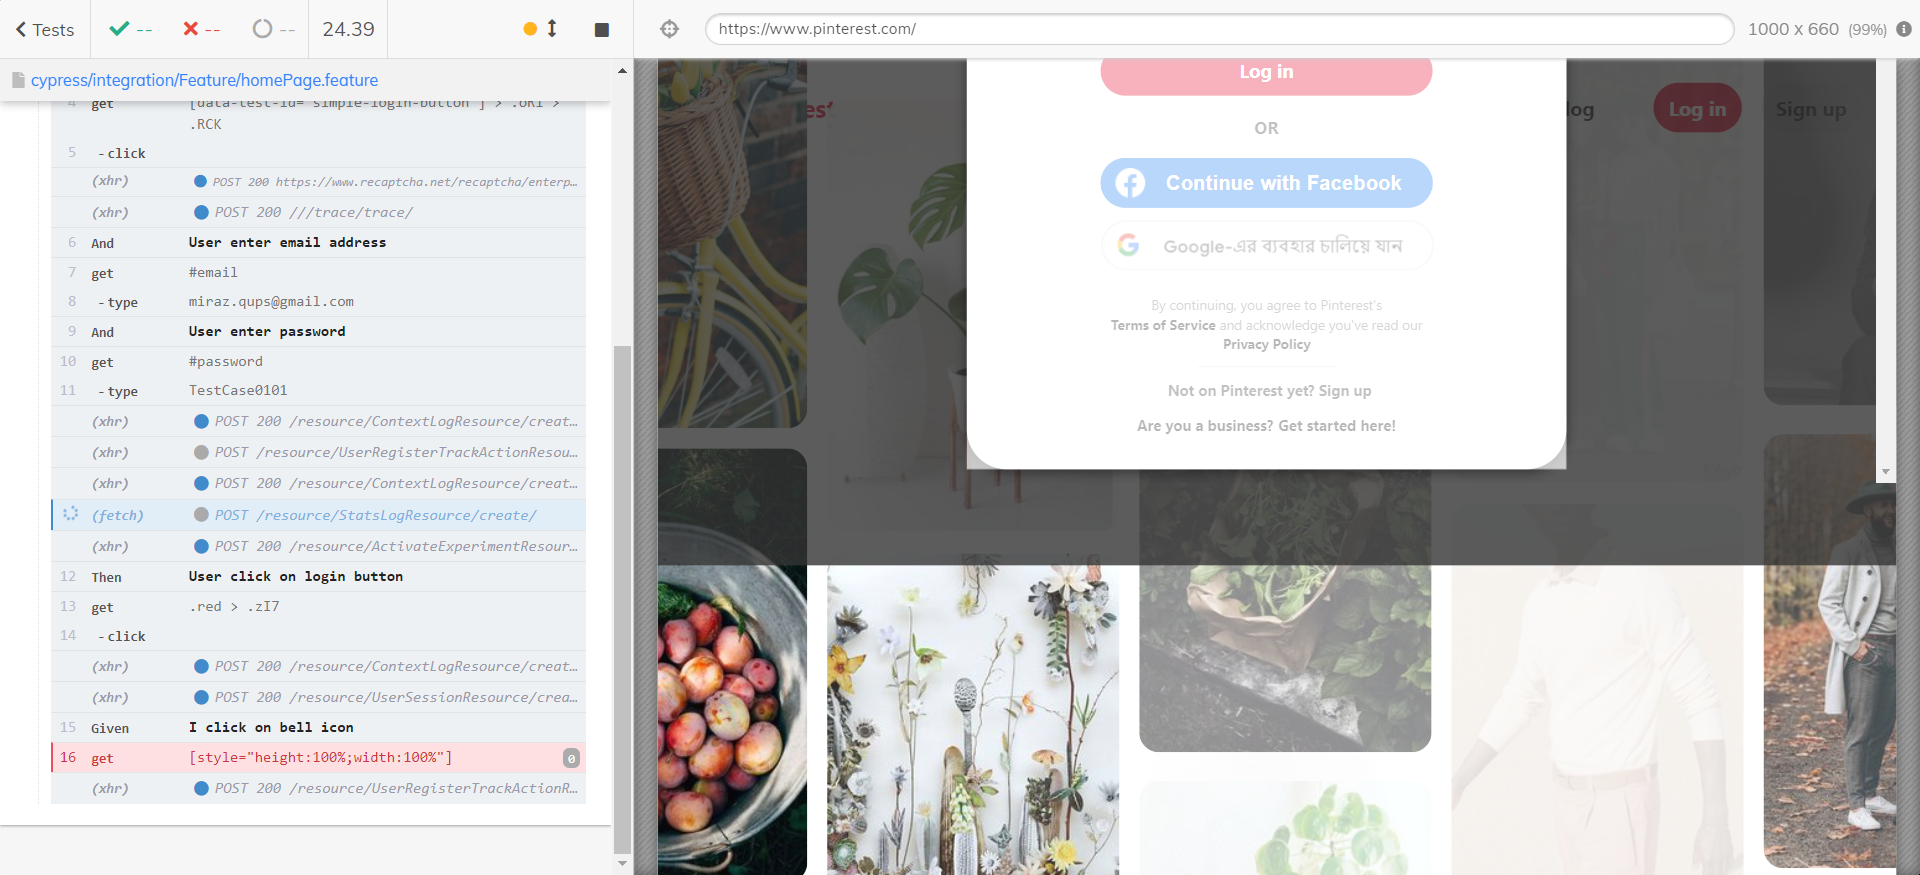 Tests
--
--
--
24.39
https://www.pinterest.com/
1000 x 660 (99%)
cypress/integration/Feature/homePage.feature
4 get [data-test-id="simple-login-button"] > .oRi >
.RCK
5 -click
(xhr) POST 200 https://www.recaptcha.net/recaptcha/enterp…
(xhr) POST 200 ///trace/trace/
6 And User enter email address
7 get #email
8 -type miraz.qups@gmail.com
9 And User enter password
10 get #password
11 -type TestCase0101
(xhr) POST 200 /resource/ContextLogResource/creat…
(xhr) POST /resource/UserRegisterTrackActionResou…
(xhr) POST 200 /resource/ContextLogResource/creat…
(fetch) POST /resource/StatsLogResource/create/
(xhr) POST 200 /resource/ActivateExperimentResour…
12 Then User click on login button
13 get .red > .zI7
14 -click
(xhr) POST 200 /resource/ContextLogResource/creat…
(xhr) POST 200 /resource/UserSessionResource/crea…
15 Given I click on bell icon
16 get [style="height:100%;width:100%"] 0
(xhr) POST 200 /resource/UserRegisterTrackActionR…
Log in
es
log
Log in
Sign up
OR
Continue with Facebook
Google-এর ব্যবহার চালিয়ে যান
By continuing, you agree to Pinterest's
Terms of Service and acknowledge you've read our
Privacy Policy
Not on Pinterest yet? Sign up
Are you a business? Get started here!